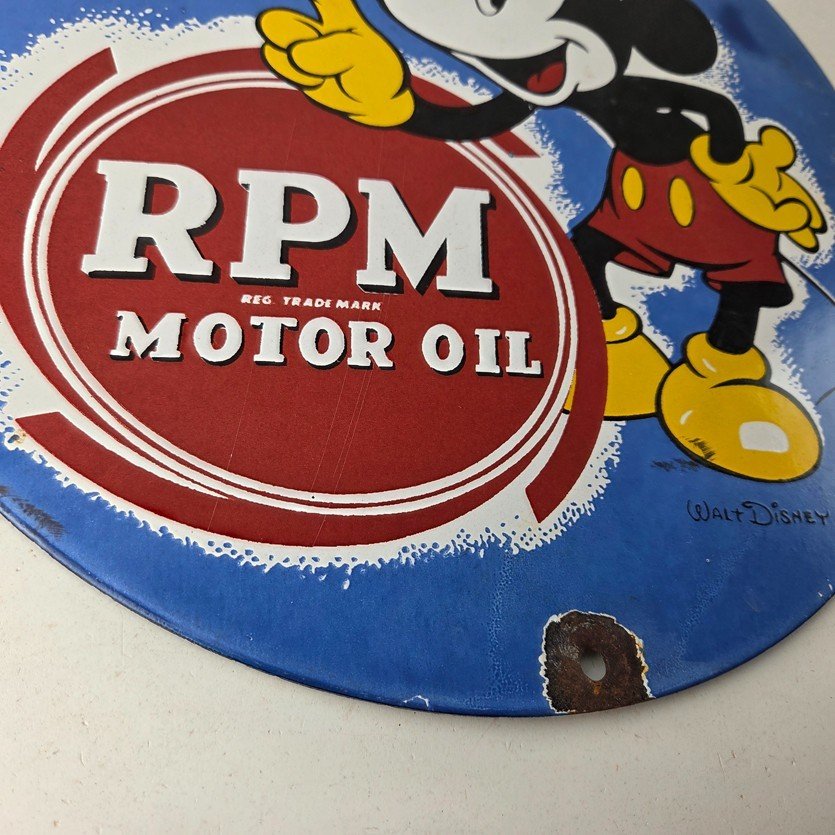 RPM
REG. TRADE MARK
MOTOR OIL
WALT DISNEY